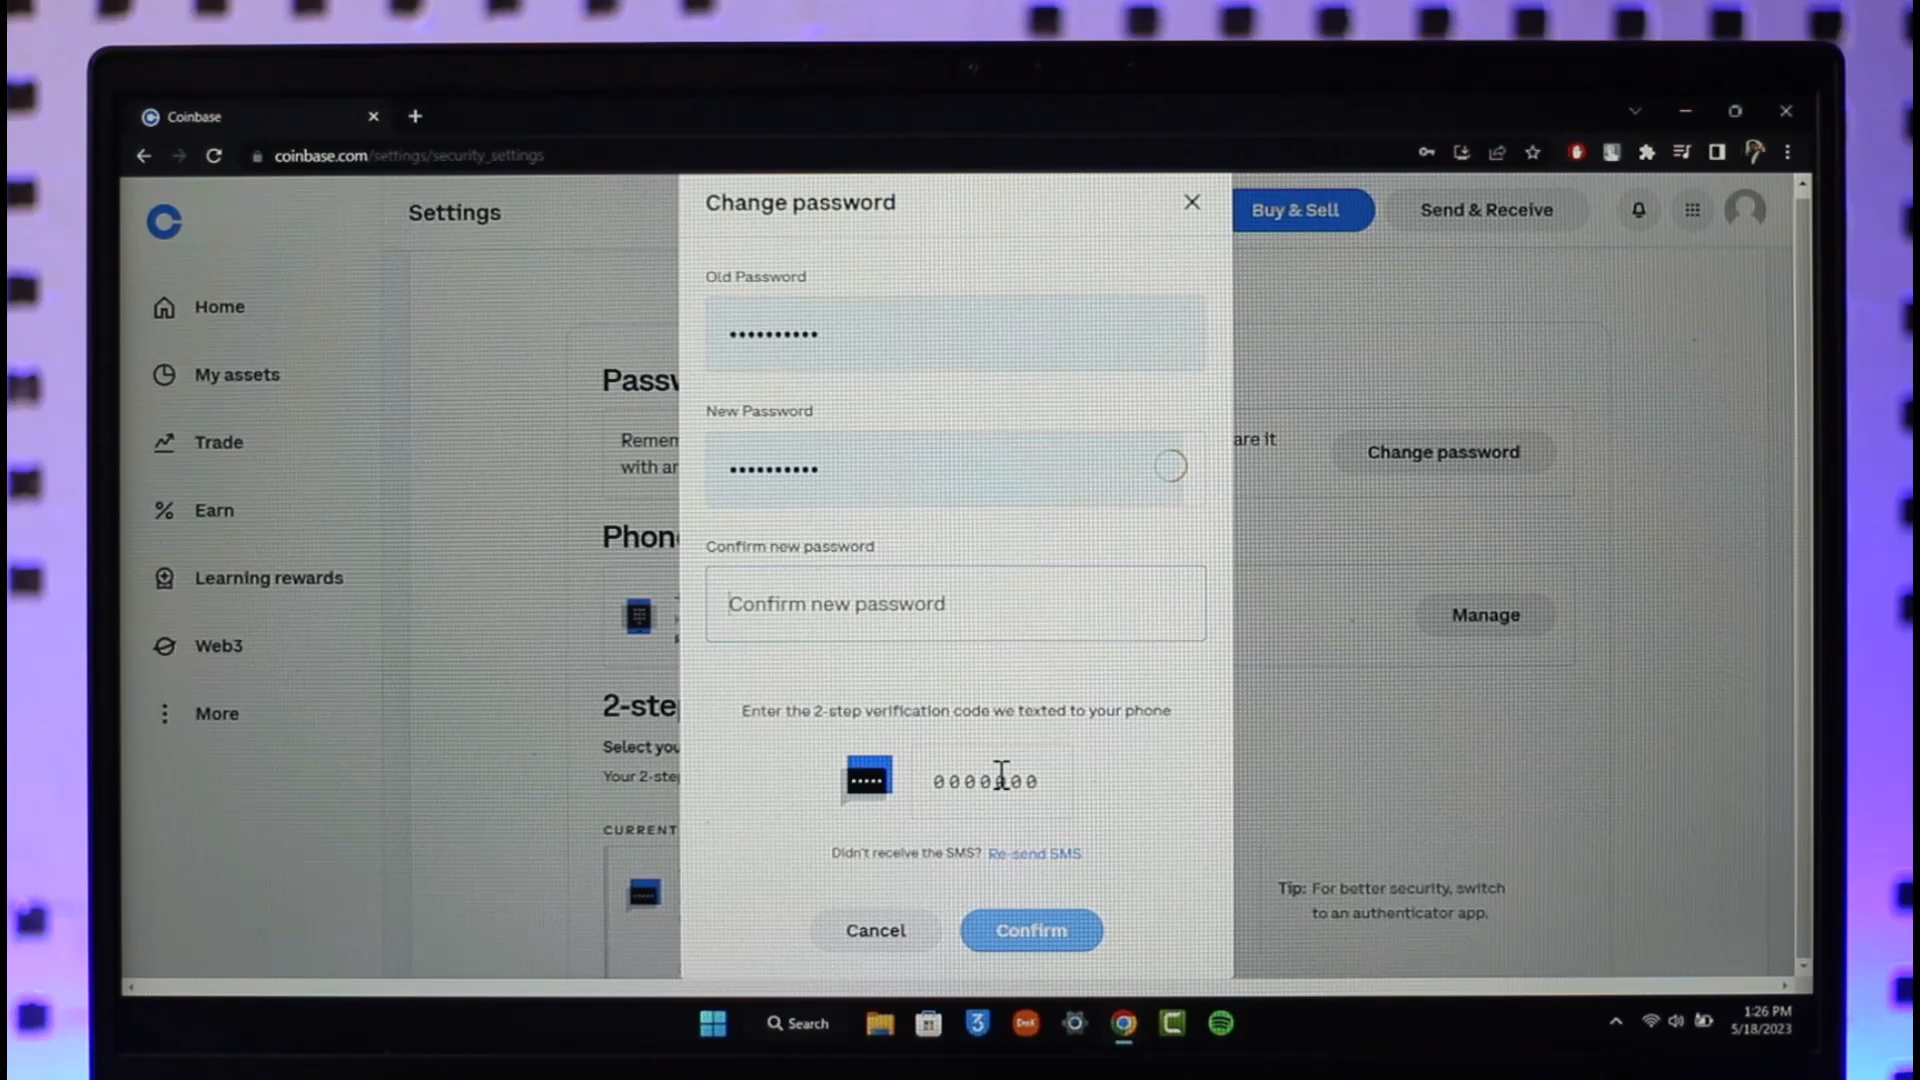 Coinbase
coinbase.com/settings/security_settings
Settings
Change password
Buy & Sell
Send & Receive
Home
My assets
Trade
Earn
Learning rewards
Web3
More
Passw
Remem
with ar
are it
Change password
Phon
Manage
2-ste
Select you
Your 2-ste
CURRENT
Old Password
••••••••••
New Password
••••••••••
Confirm new password
Confirm new password
Enter the 2-step verification code we texted to your phone
0000000
Didn't receive the SMS? Re-send SMS
Cancel
Confirm
Tip: For better security, switch
to an authenticator app.
Search
1:26 PM
5/18/2023